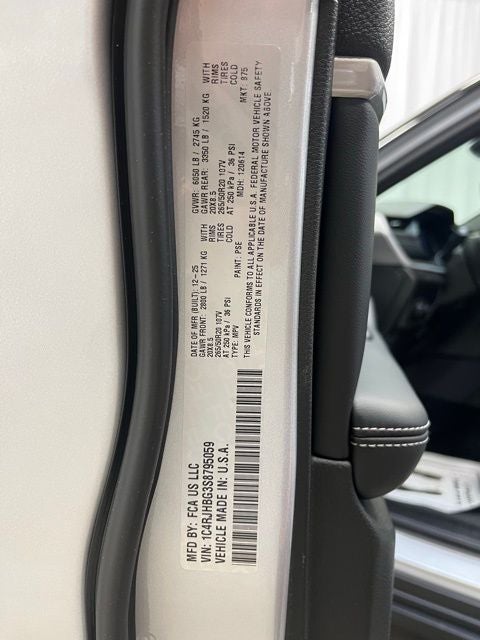 MFD BY: FCA US LLC
VIN: 1C4RJHBG3S8795059
VEHICLE MADE IN: U.S.A.
DATE OF MFR (BUILT): 12-25
GVWR: 6050 LB / 2745 KG
GAWR FRONT: 2800 LB / 1271 KG WITH
GAWR REAR: 3350 LB / 1520 KG WITH
20X8.5 RIMS
20X8.5 RIMS
265/50R20 107V TIRES
265/50R20 107V TIRES
AT 250 kPa / 36 PSI COLD
AT 250 kPa / 36 PSI COLD
TYPE: MPV PAINT: PSE MDH: 120614 MKT: 875
THIS VEHICLE CONFORMS TO ALL APPLICABLE U.S.A. FEDERAL MOTOR VEHICLE SAFETY
STANDARDS IN EFFECT ON THE DATE OF MANUFACTURE SHOWN ABOVE.